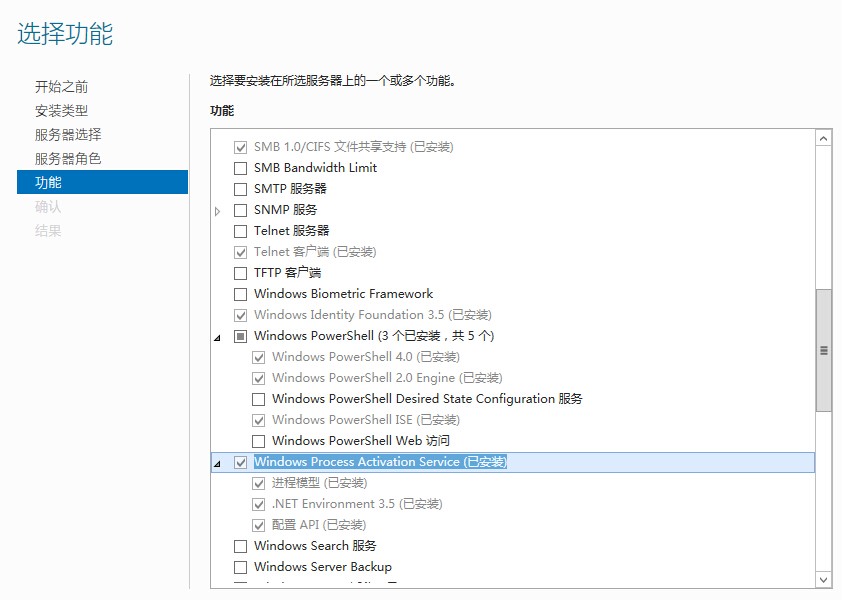 选择功能
选择要安装在所选服务器上的一个或多个功能。
开始之前
安装类型
服务器选择
服务器角色
功能
确认
结果
功能
SMB 1.0/CIFS 文件共享支持 (已安装)
SMB Bandwidth Limit
SMTP 服务器
SNMP 服务
Telnet 服务器
Telnet 客户端 (已安装)
TFTP 客户端
Windows Biometric Framework
Windows Identity Foundation 3.5 (已安装)
Windows PowerShell (3 个已安装，共 5 个)
Windows PowerShell 4.0 (已安装)
Windows PowerShell 2.0 Engine (已安装)
Windows PowerShell Desired State Configuration 服务
Windows PowerShell ISE (已安装)
Windows PowerShell Web 访问
Windows Process Activation Service (已安装)
进程模型 (已安装)
.NET Environment 3.5 (已安装)
配置 API (已安装)
Windows Search 服务
Windows Server Backup